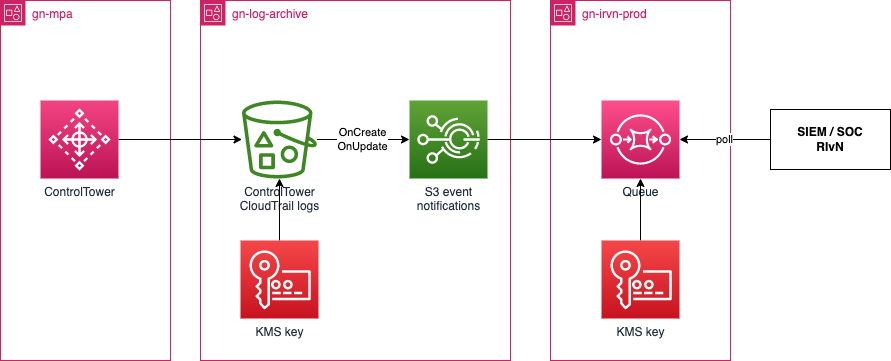 gn-mpa
gn-log-archive
gn-irvn-prod
ControlTower
ControlTower
CloudTrail logs
OnCreate
OnUpdate
S3 event
notifications
Queue
poll
SIEM / SOC
RIvN
KMS key
KMS key